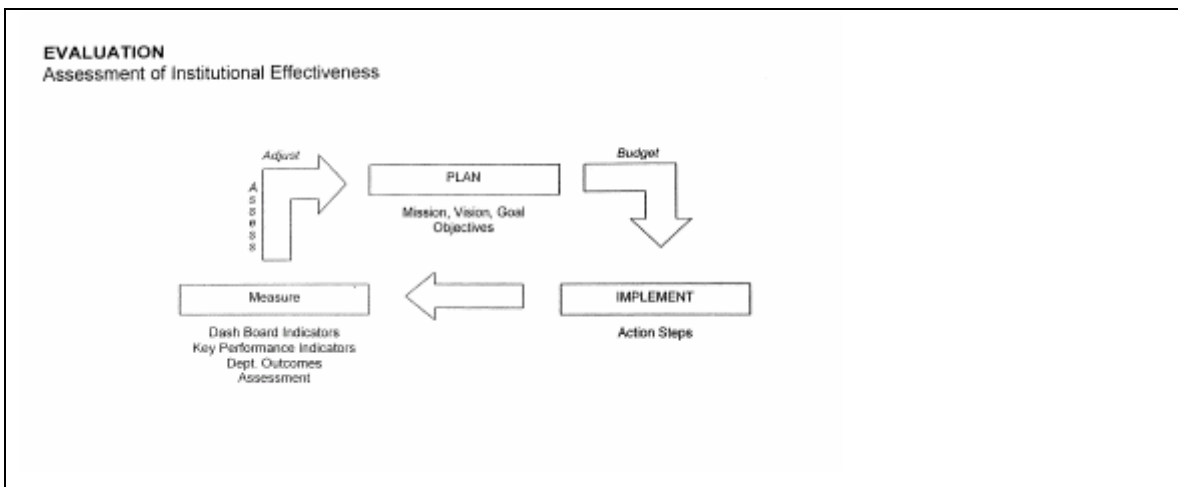 EVALUATION
Assessment of Institutional Effectiveness
Adjust
Assess
PLAN
Mission, Vision, Goal
Objectives
Budget
Measure
Dash Board Indicators
Key Performance Indicators
Dept. Outcomes
Assessment
IMPLEMENT
Action Steps